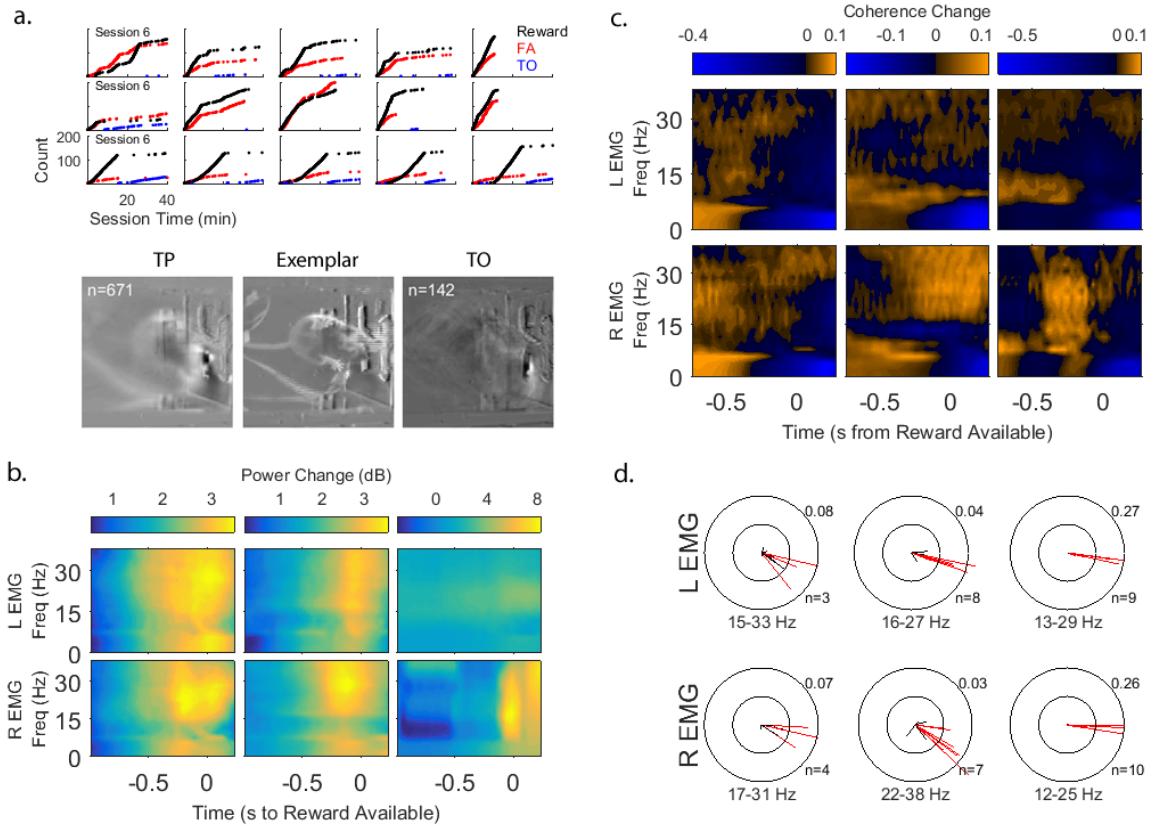 a.
Session 6
Reward
FA
TO
Session 6
200
Session 6
100
Count
20 40
Session Time (min)
TP Exemplar TO
n=671
n=142
b.
Power Change (dB)
1 2 3 1 2 3 0 4 8
L EMG
Freq (Hz)
30
15
0
R EMG
Freq (Hz)
30
15
0
-0.5 0 -0.5 0 -0.5 0
Time (s to Reward Available)
c.
Coherence Change
-0.4 0 0.1 -0.1 0 0.1 -0.5 0 0.1
L EMG
Freq (Hz)
30
15
0
R EMG
Freq (Hz)
30
15
0
-0.5 0 -0.5 0 -0.5 0
Time (s from Reward Available)
d.
L EMG
0.08 0.04 0.27
n=3 n=8 n=9
15-33 Hz 16-27 Hz 13-29 Hz
R EMG
0.07 0.03 0.26
n=4 n=7 n=10
17-31 Hz 22-38 Hz 12-25 Hz